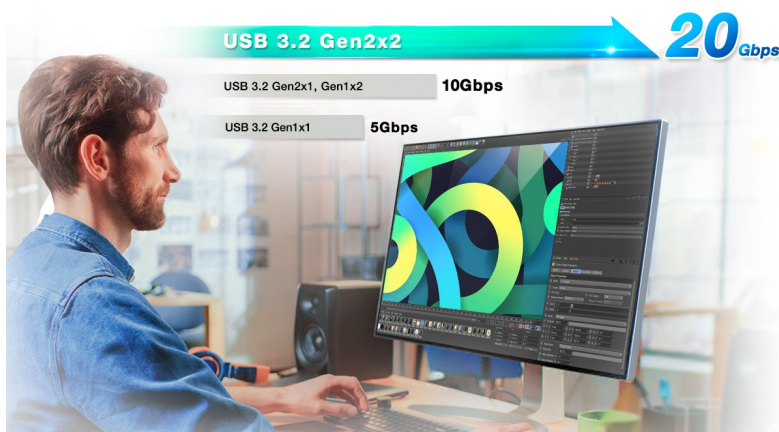 USB 3.2 Gen2x2
20Gbps
USB 3.2 Gen2x1, Gen1x2 10Gbps
USB 3.2 Gen1x1 5Gbps